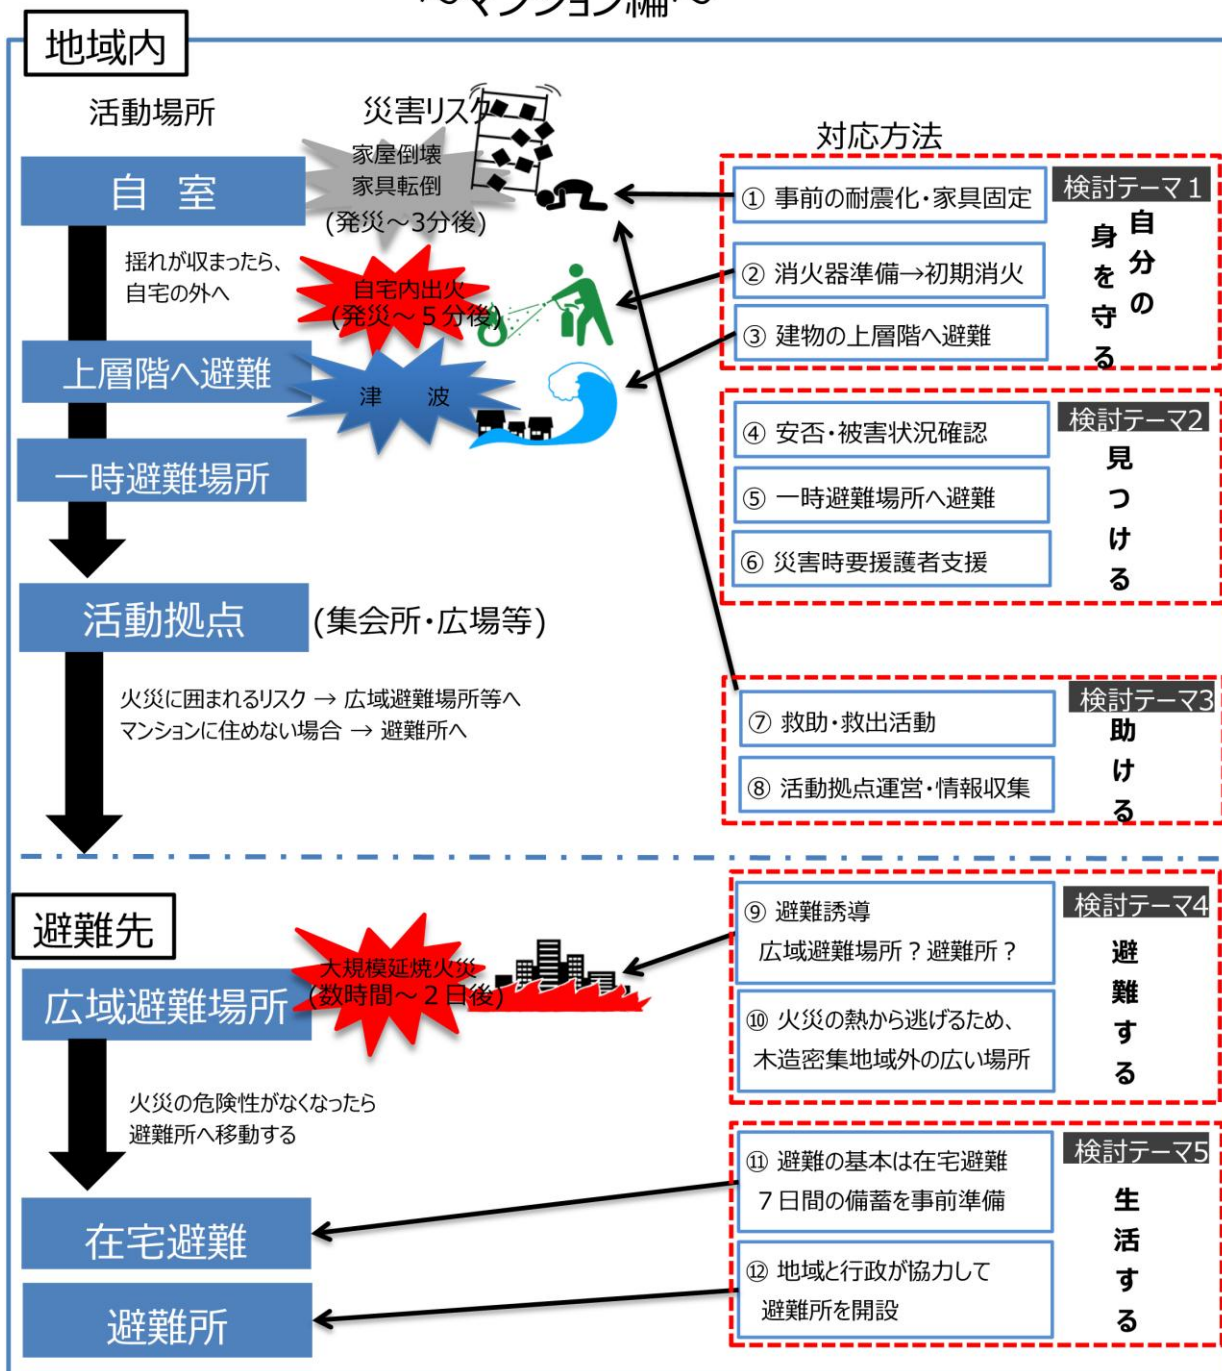 ～マンション編～
地域内
活動場所
災害リスク
対応方法
自 室
家屋倒壊
家具転倒
(発災～3分後)
① 事前の耐震化・家具固定
検討テーマ1
自分の
身を守る
揺れが収まったら、
自宅の外へ
自宅内出火
(発災～５分後)
② 消火器準備→初期消火
③ 建物の上層階へ避難
上層階へ避難
津 波
一時避難場所
④ 安否・被害状況確認
検討テーマ2
見つける
⑤ 一時避難場所へ避難
⑥ 災害時要援護者支援
活動拠点
(集会所・広場等)
火災に囲まれるリスク → 広域避難場所等へ
マンションに住めない場合 → 避難所へ
⑦ 救助・救出活動
検討テーマ3
助ける
⑧ 活動拠点運営・情報収集
避難先
広域避難場所
大規模延焼火災
(数時間～２日後)
⑨ 避難誘導
広域避難場所？避難所？
検討テーマ4
避難する
⑩ 火災の熱から逃げるため、
木造密集地域外の広い場所
火災の危険性がなくなったら
避難所へ移動する
⑪ 避難の基本は在宅避難
７日間の備蓄を事前準備
検討テーマ5
生活する
在宅避難
⑫ 地域と行政が協力して
避難所を開設
避難所